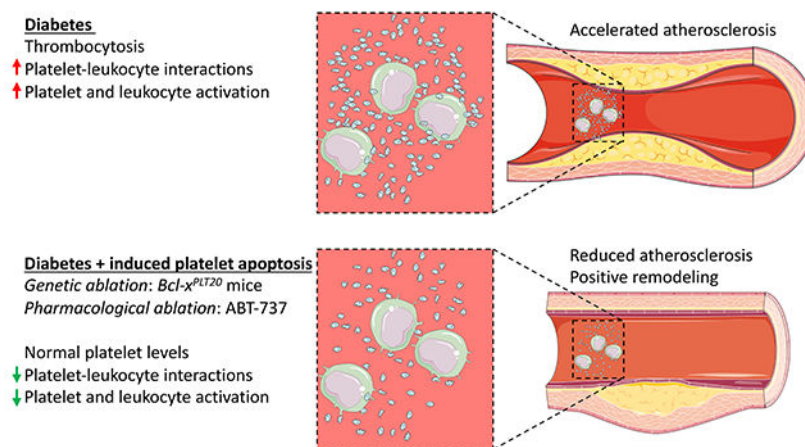 Diabetes
Thrombocytosis
↑ Platelet-leukocyte interactions
↑ Platelet and leukocyte activation
Accelerated atherosclerosis
Diabetes + induced platelet apoptosis
Genetic ablation: Bcl-x^PLT20 mice
Pharmacological ablation: ABT-737
Normal platelet levels
↓ Platelet-leukocyte interactions
↓ Platelet and leukocyte activation
Reduced atherosclerosis
Positive remodeling